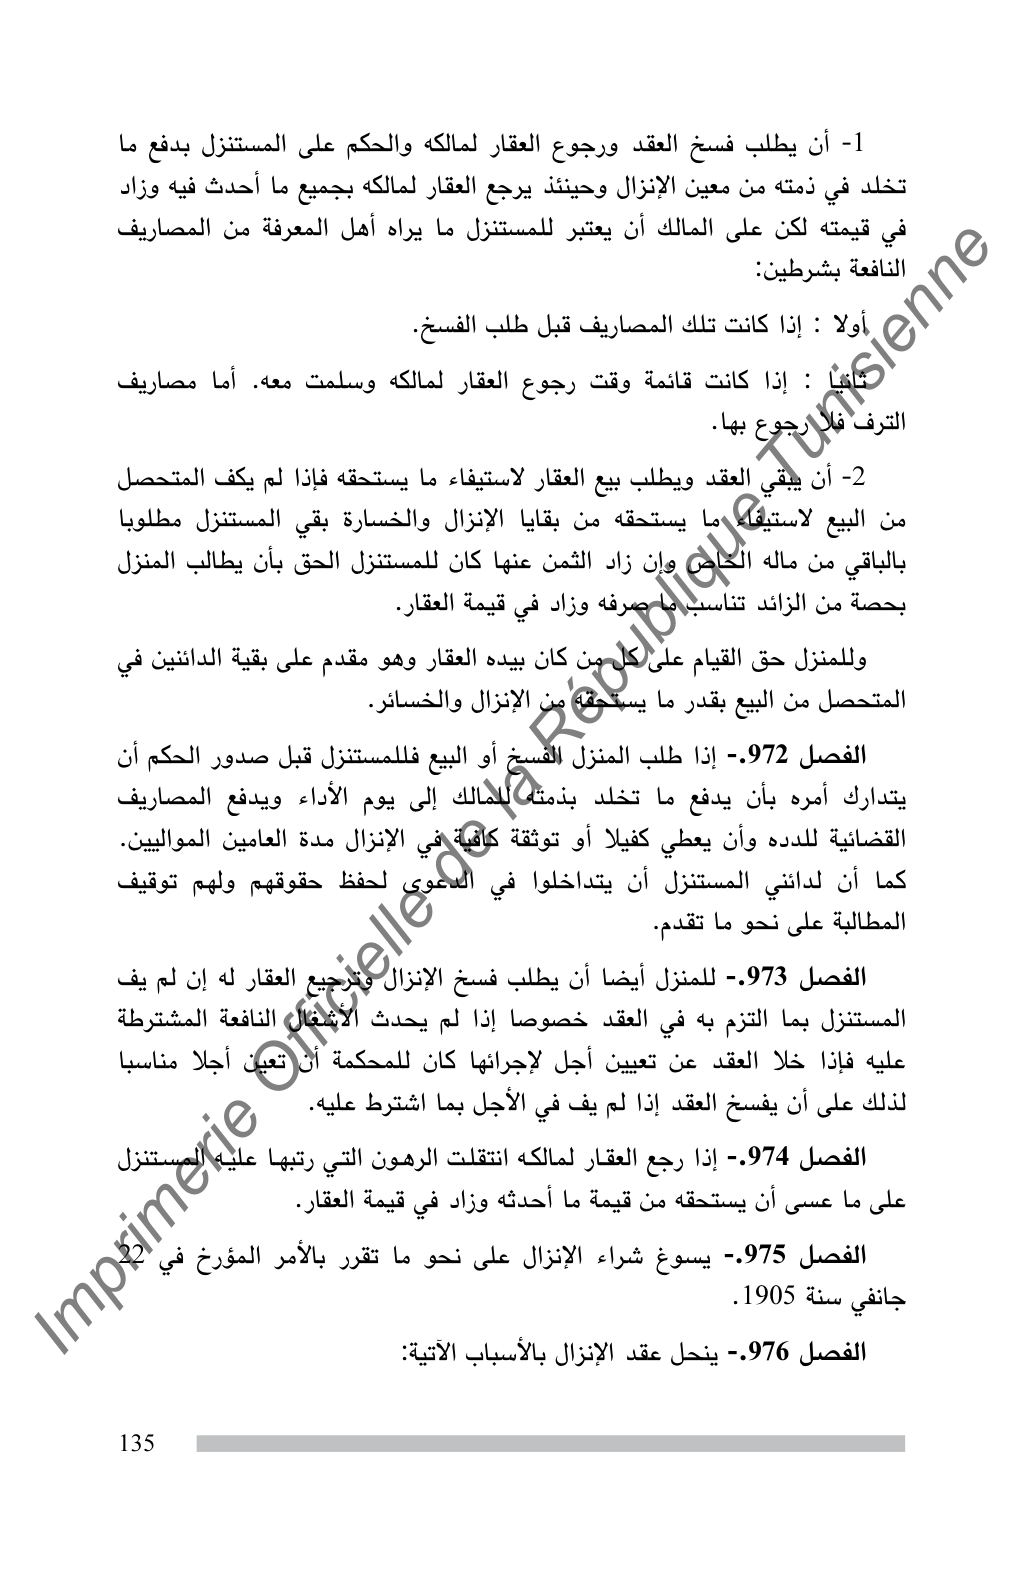 1- أن يطلب فسخ العقد ورجوع العقار لمالكه والحكم على المستنزل بدفع ما
تخلد في ذمته من معين الإنزال وحينئذ يرجع العقار لمالكه بجميع ما أحدث فيه وزاد
في قيمته لكن على المالك أن يعتبر للمستنزل ما يراه أهل المعرفة من المصاريف
النافعة بشرطين:
أولا : إذا كانت تلك المصاريف قبل طلب الفسخ.
ثانيا : إذا كانت قائمة وقت رجوع العقار لمالكه وسلمت معه. أما مصاريف
الترف فلا رجوع بها.
2- أن يبقي العقد ويطلب بيع العقار لاستيفاء ما يستحقه فإذا لم يكف المتحصل
من البيع لاستيفاء ما يستحقه من بقايا الإنزال والخسارة بقي المستنزل مطلوبا
بالباقي من ماله الخاص وإن زاد الثمن عنها كان للمستنزل الحق بأن يطالب المنزل
بحصة من الزائد تناسب ما صرفه وزاد في قيمة العقار.
وللمنزل حق القيام على كل من كان بيده العقار وهو مقدم على بقية الدائنين في
المتحصل من البيع بقدر ما يستحقه من الإنزال والخسائر.
الفصل 972.- إذا طلب المنزل الفسخ أو البيع فللمستنزل قبل صدور الحكم أن
يتدارك أمره بأن يدفع ما تخلد بذمته للمالك إلى يوم الأداء ويدفع المصاريف
القضائية للدده وأن يعطي كفيلا أو توثقة كافية في الإنزال مدة العامين المواليين.
كما أن لدائني المستنزل أن يتداخلوا في الدعوى لحفظ حقوقهم ولهم توقيف
المطالبة على نحو ما تقدم.
الفصل 973.- للمنزل أيضا أن يطلب فسخ الإنزال وترجيع العقار له إن لم يف
المستنزل بما التزم به في العقد خصوصا إذا لم يحدث الأشغال النافعة المشترطة
عليه فإذا خلا العقد عن تعيين أجل لإجرائها كان للمحكمة أن تعين أجلا مناسبا
لذلك على أن يفسخ العقد إذا لم يف في الأجل بما اشترط عليه.
الفصل 974.- إذا رجع العقار لمالكه انتقلت الرهون التي رتبها عليه المستنزل
على ما عسى أن يستحقه من قيمة ما أحدثه وزاد في قيمة العقار.
الفصل 975.- يسوغ شراء الإنزال على نحو ما تقرر بالأمر المؤرخ في 22
جانفي سنة 1905.
الفصل 976.- ينحل عقد الإنزال بالأسباب الآتية:
135
Imprimerie Officielle de la République Tunisienne